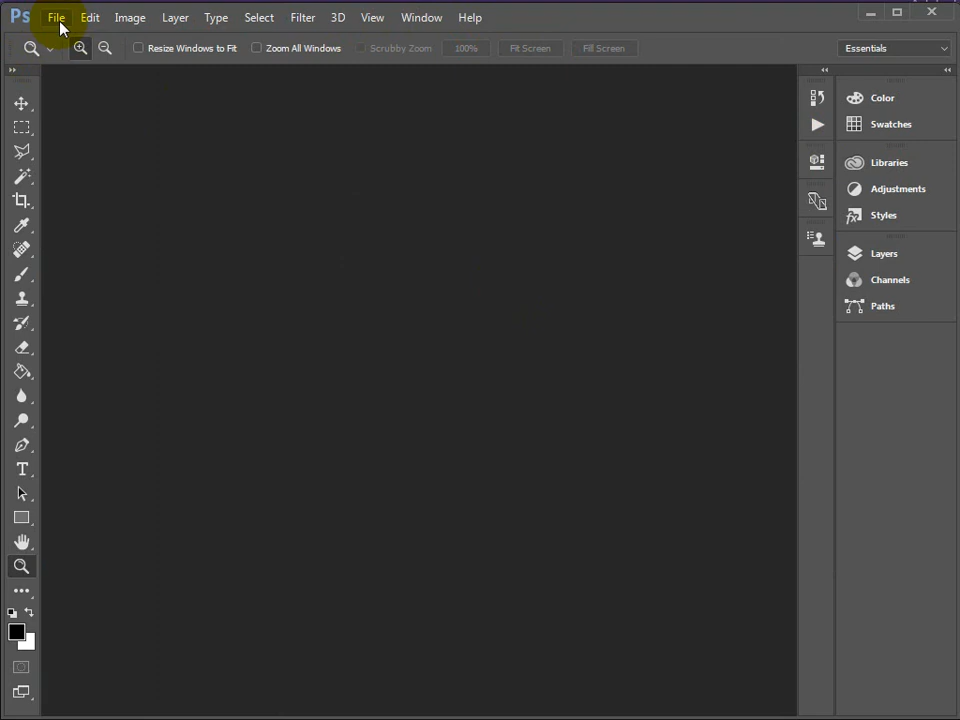 Ps File Edit Image Layer Type Select Filter 3D View Window Help
Resize Windows to Fit Zoom All Windows Scrubby Zoom 100% Fit Screen Fill Screen Essentials
Color
Swatches
Libraries
Adjustments
Styles
Layers
Channels
Paths
T